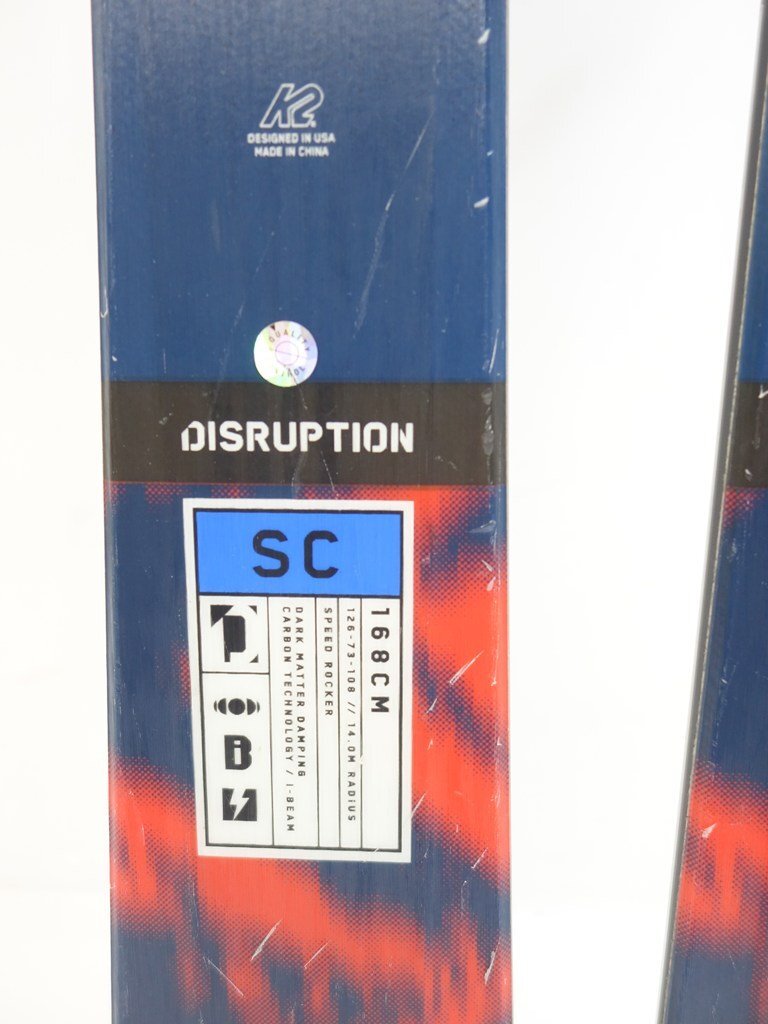 K2
DESIGNED IN USA
MADE IN CHINA
QUALITY
DISRUPTION
SC
168CM
126-73-108 // 14.0M RADIUS
SPEED ROCKER
DARK MATTER DAMPING
CARBON TECHNOLOGY / I-BEAM